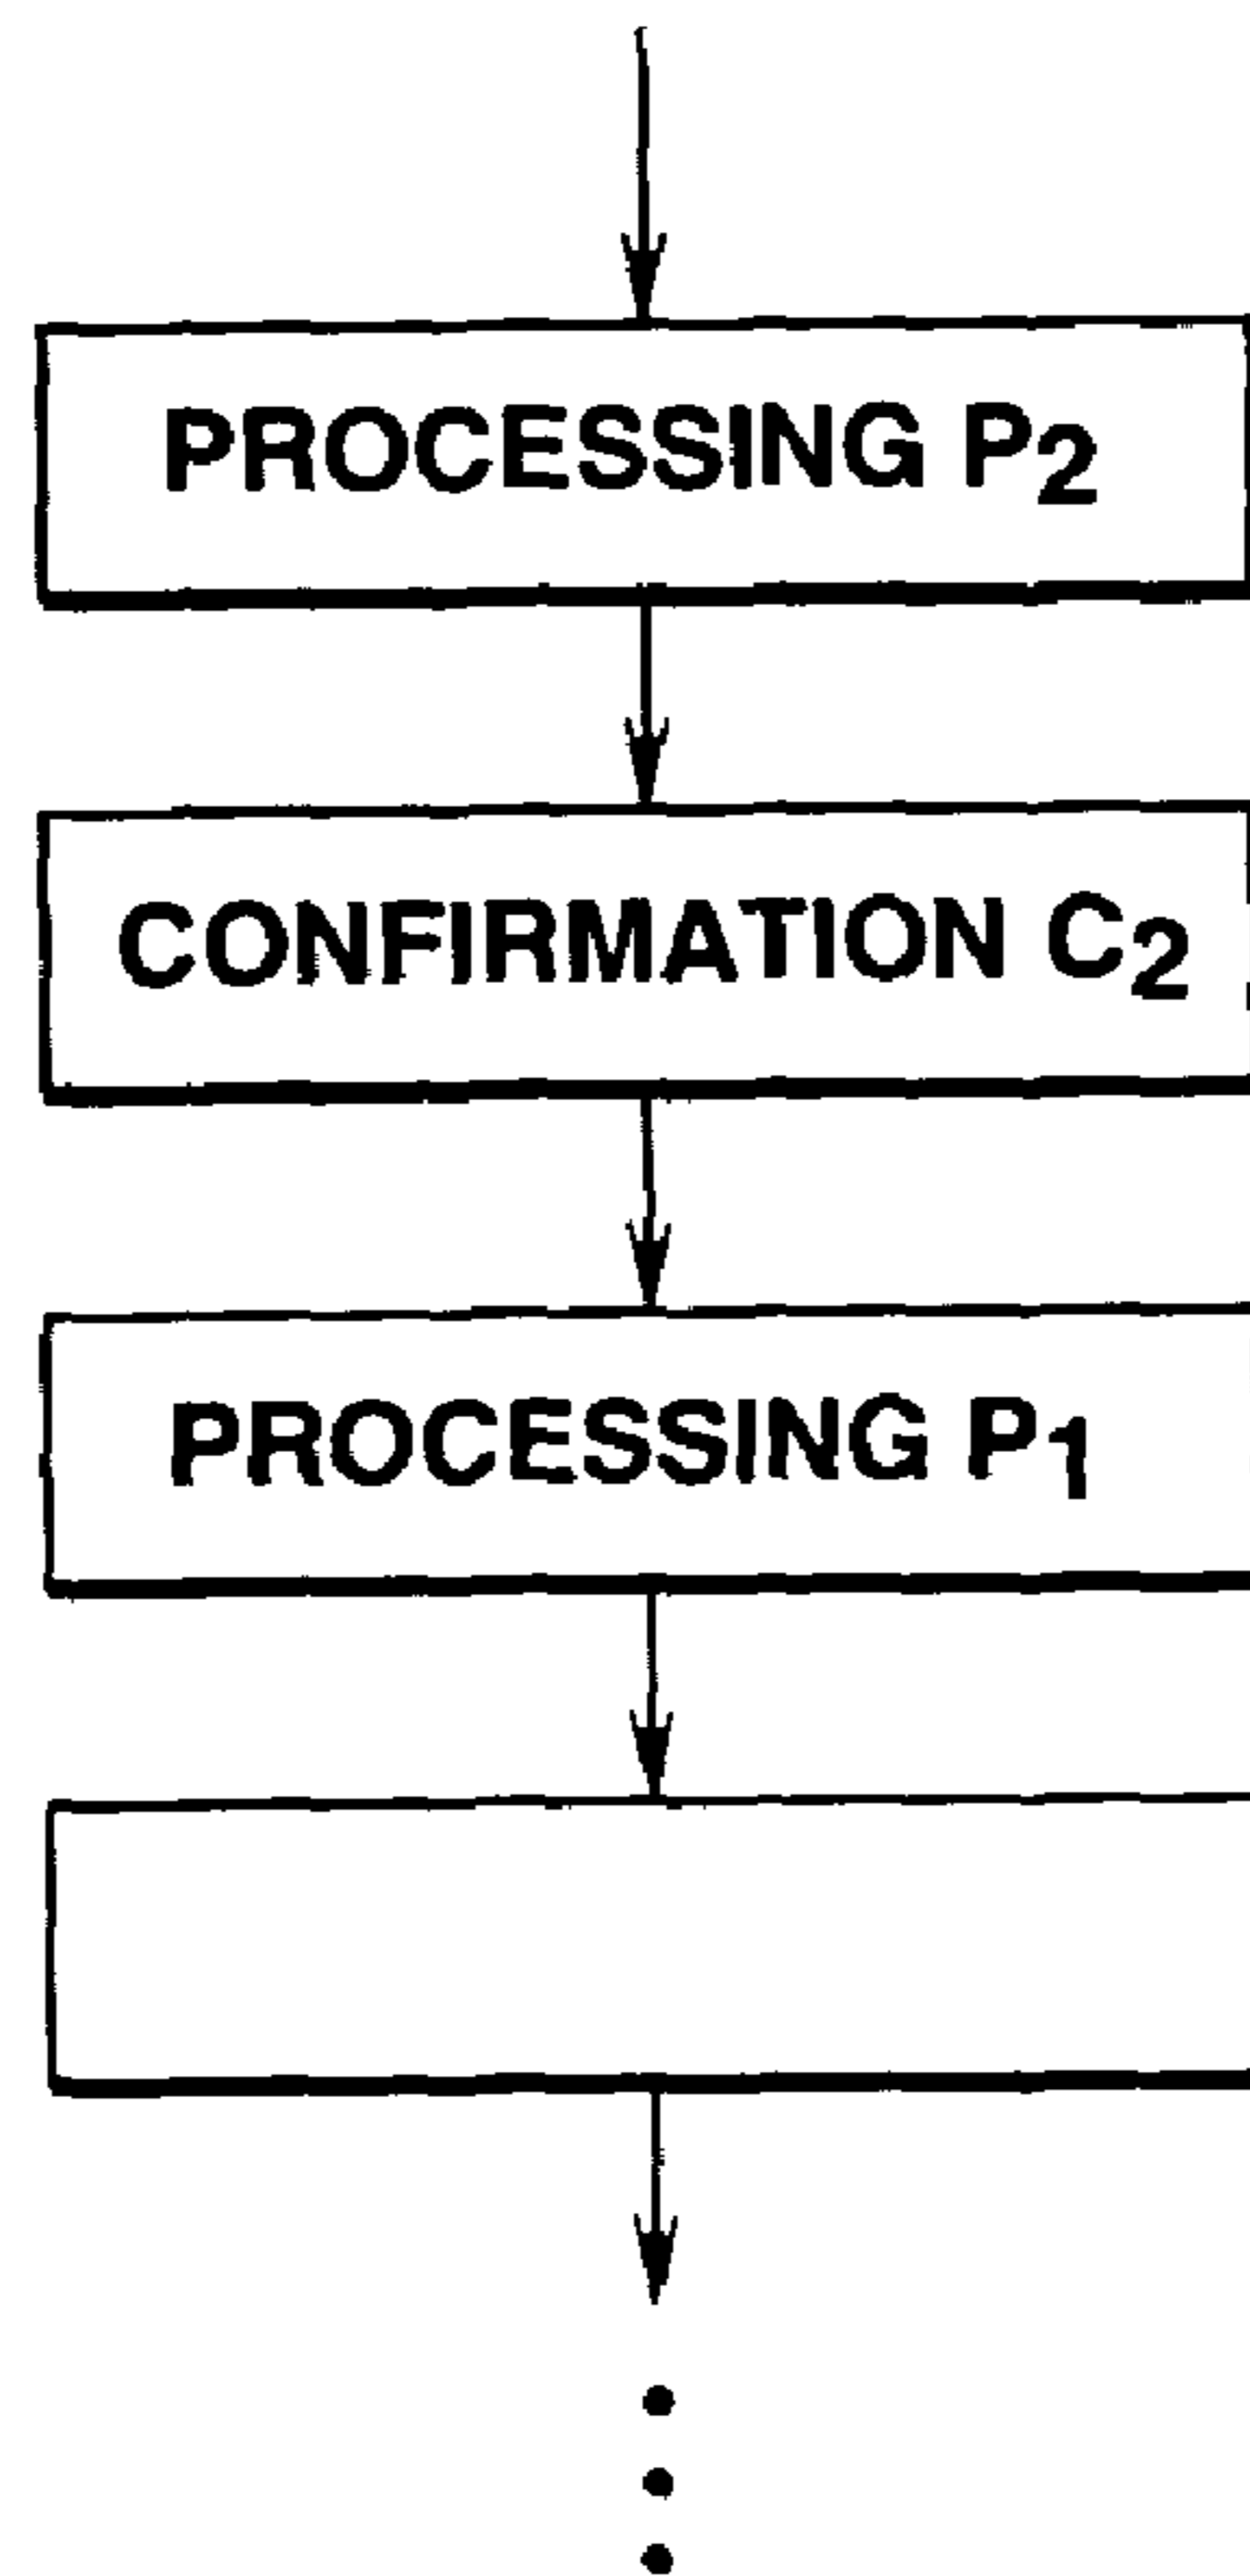 PROCESSING P₂
CONFIRMATION C₂
PROCESSING P₁